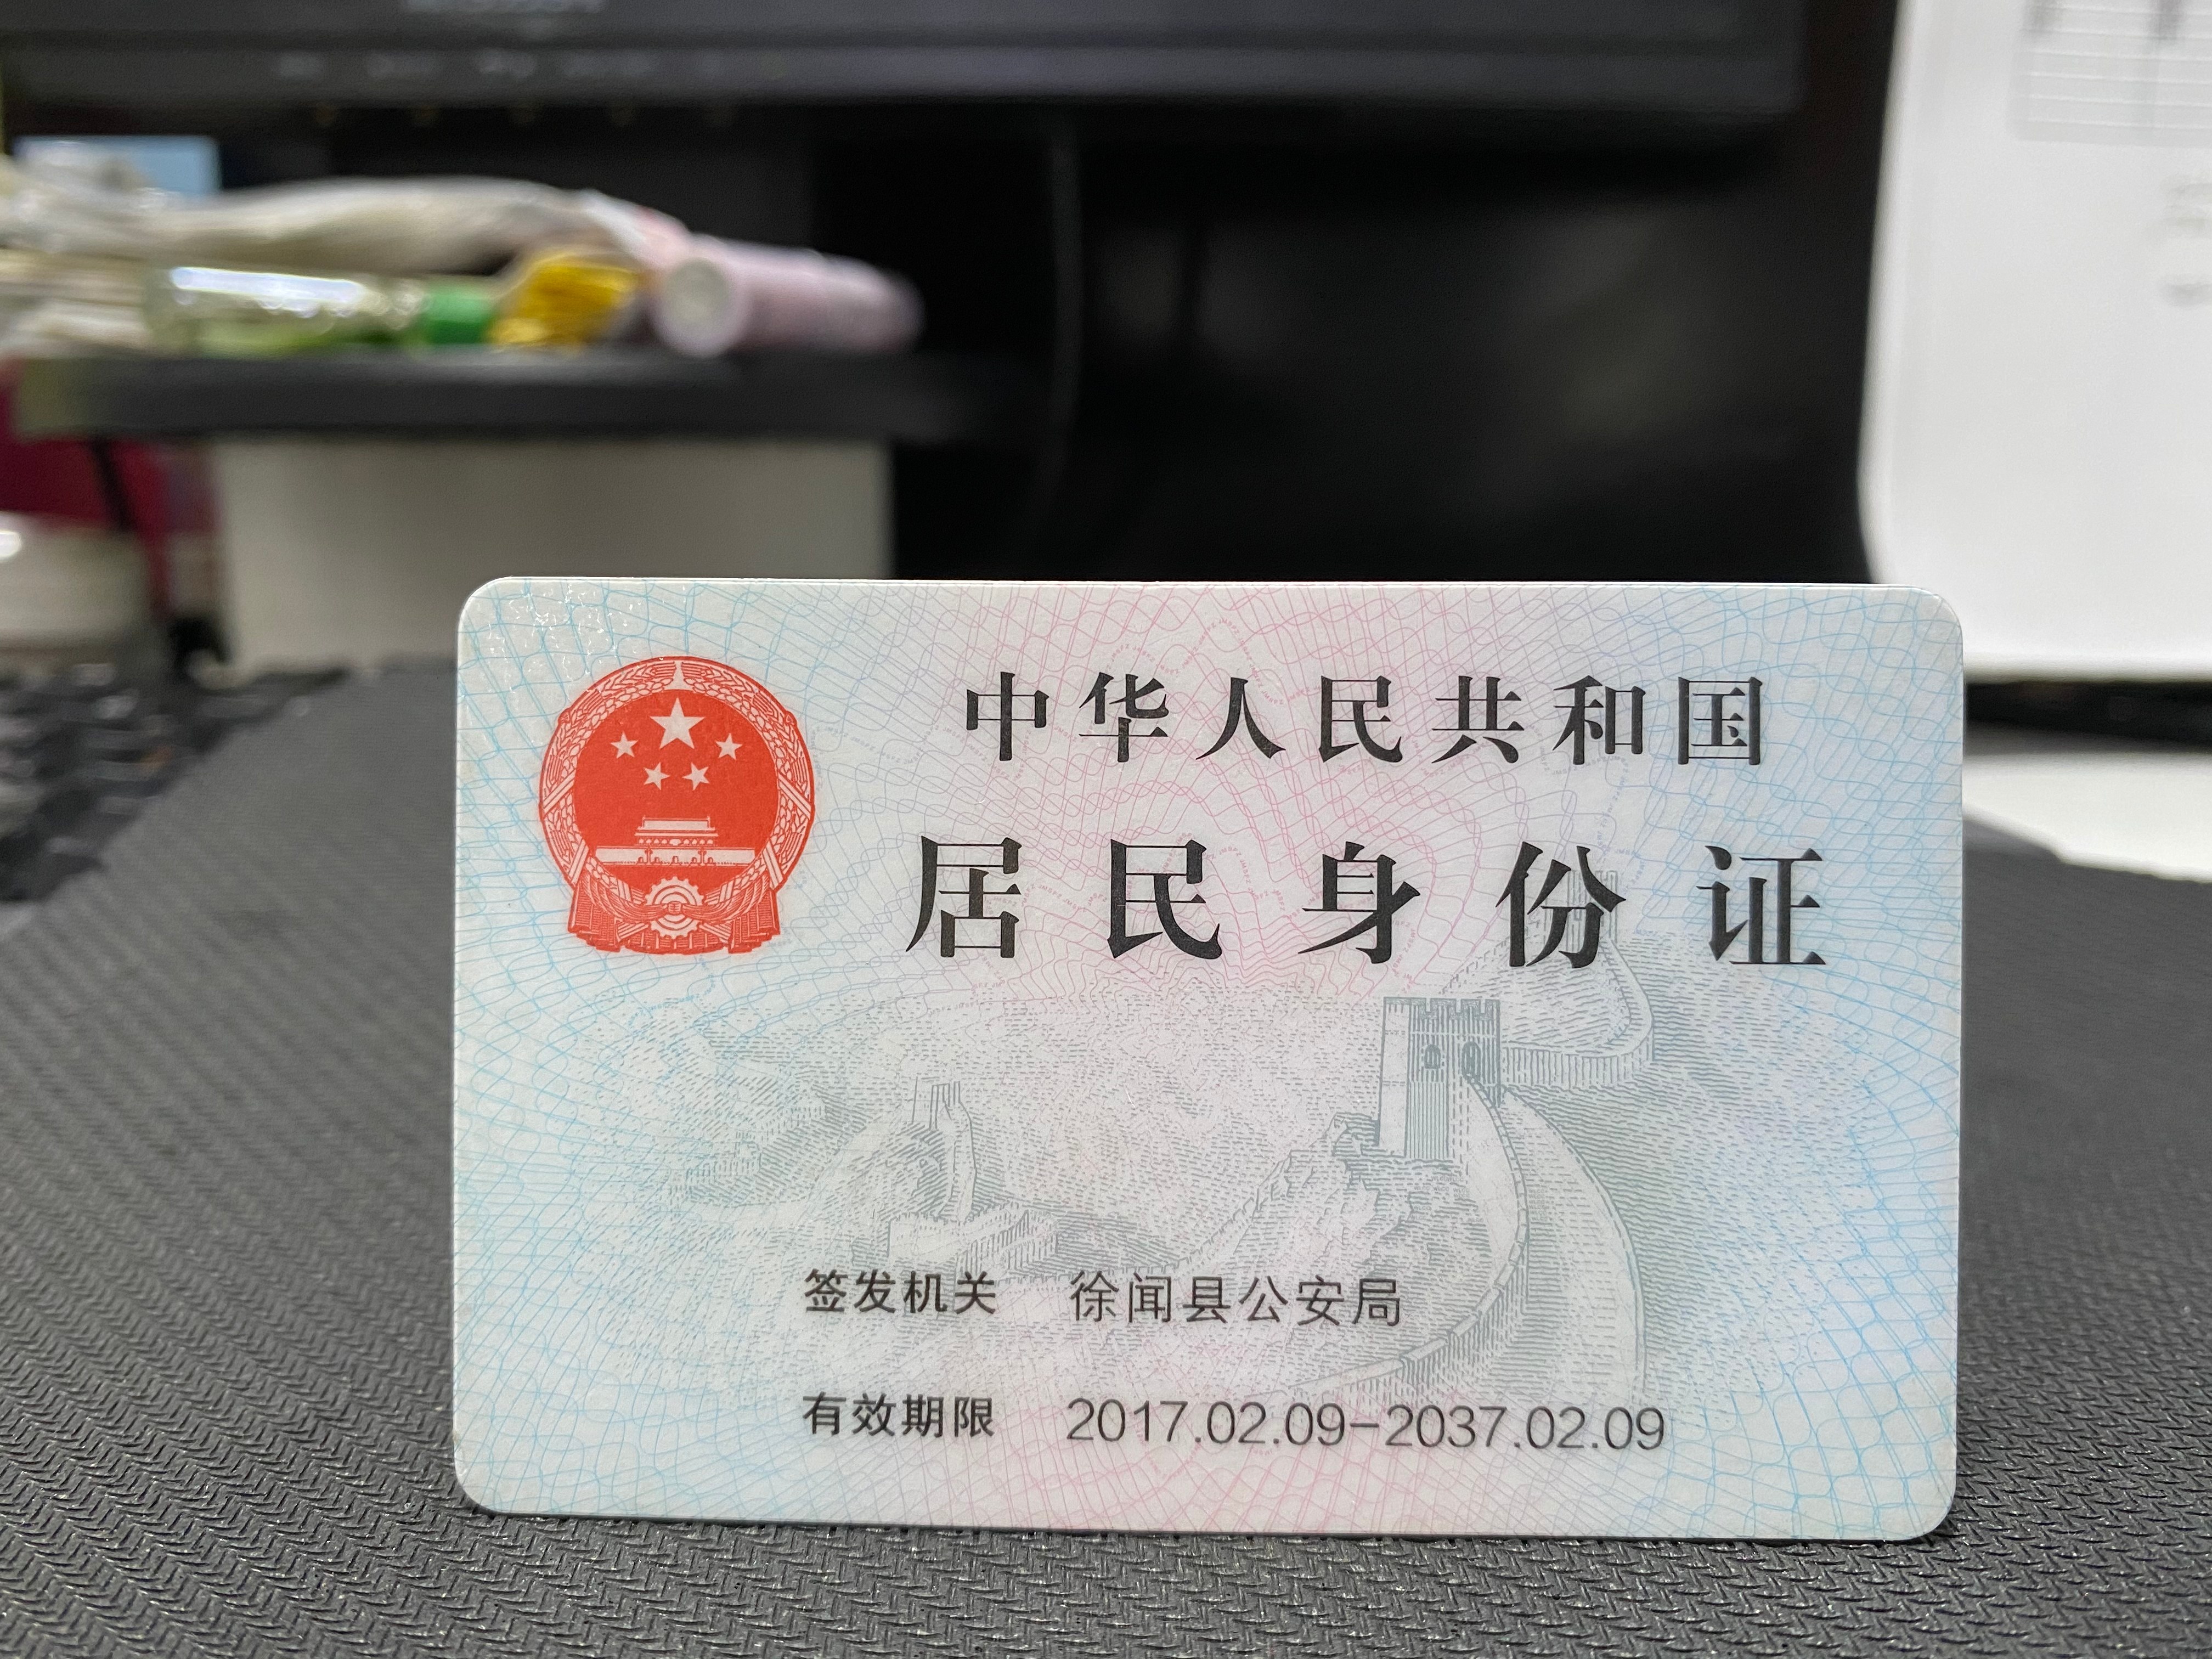 中华人民共和国
居民身份证
签发机关 徐闻县公安局
有效期限 2017.02.09-2037.02.09